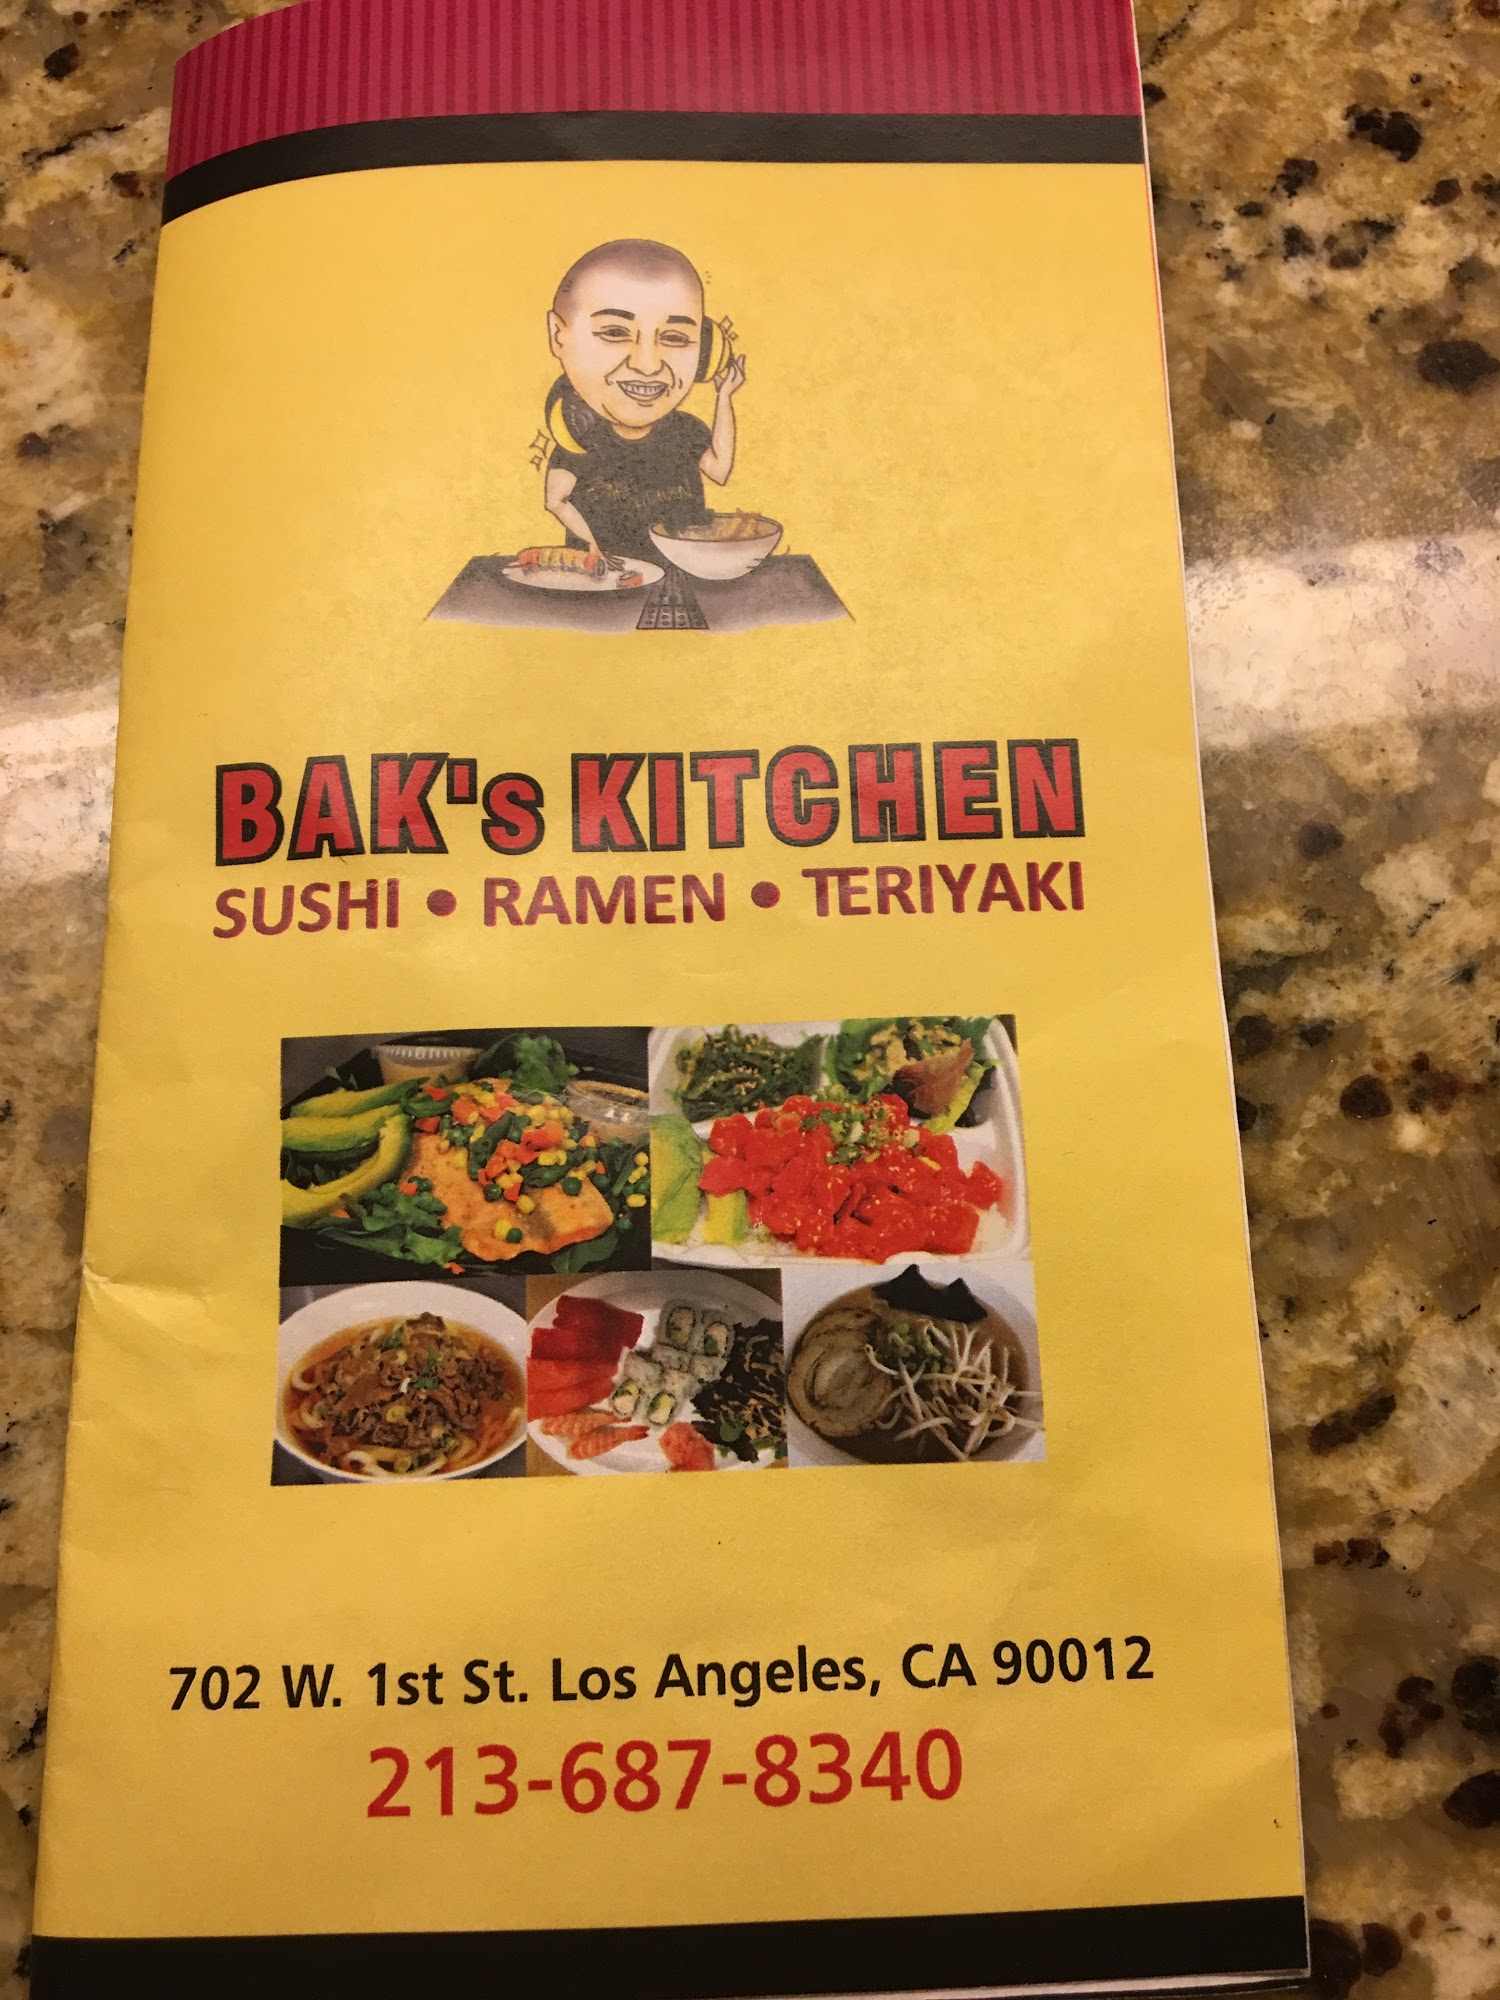 BAK's KITCHEN
SUSHI • RAMEN • TERIYAKI
702 W. 1st St. Los Angeles, CA 90012
213-687-8340